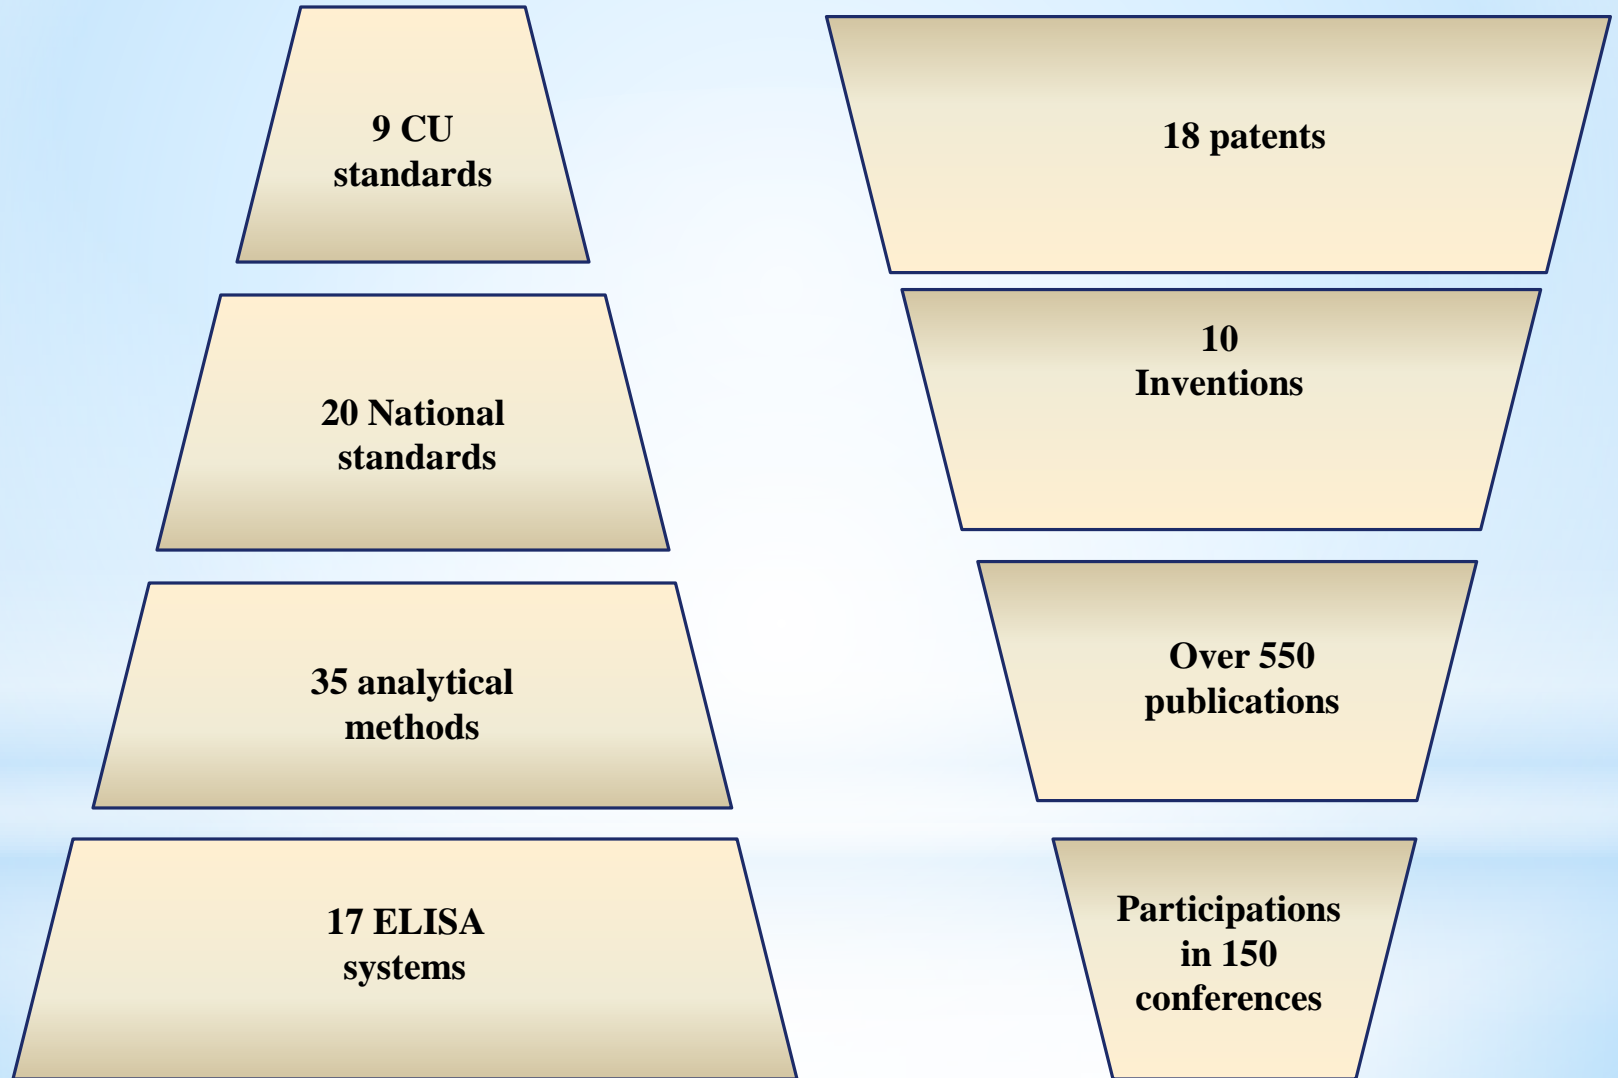 9 CU
standards
20 National
standards
35 analytical
methods
17 ELISA
systems
18 patents
10
Inventions
Over 550
publications
Participations
in 150
conferences